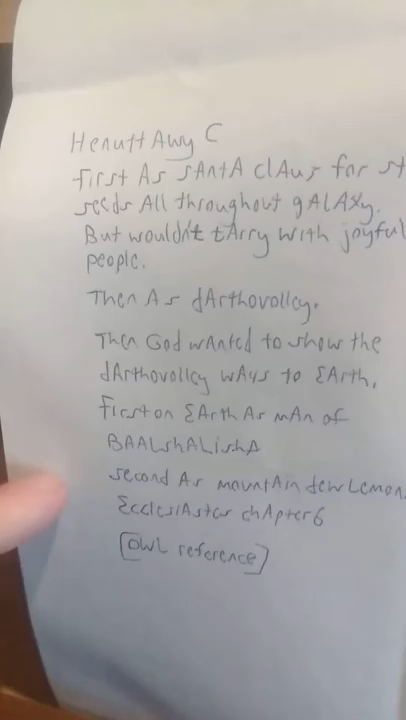 HenuttAwy C
first As sAntA clAus for st
seeds All throughout gAlAXy.
But wouldn't tArry with joyful
people.
Then As dArthovolley.
Then God wAnted to show the
dArthovolley wAys to EArth,
first on EArth As mAn of
BAALshALishA
second As mountAin dew Lemon,
EcclesiAstes chApter 6
[OWL reference]